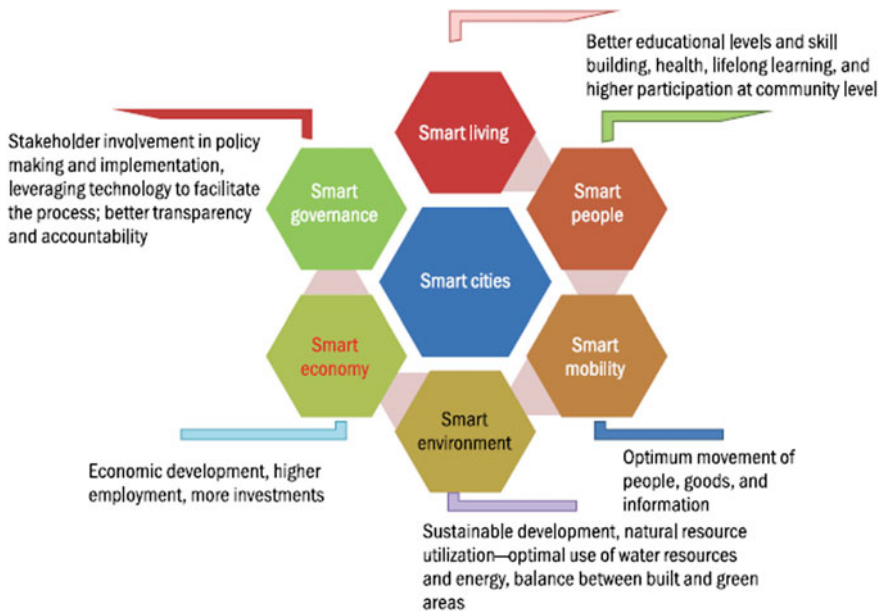 Better educational levels and skill
building, health, lifelong learning, and
higher participation at community level
Smart living
Stakeholder involvement in policy
making and implementation,
leveraging technology to facilitate
the process; better transparency
and accountability
Smart
governance
Smart
people
Smart cities
Smart
economy
Smart
mobility
Smart
environment
Economic development, higher
employment, more investments
Optimum movement of
people, goods, and
information
Sustainable development, natural resource
utilization—optimal use of water resources
and energy, balance between built and green
areas